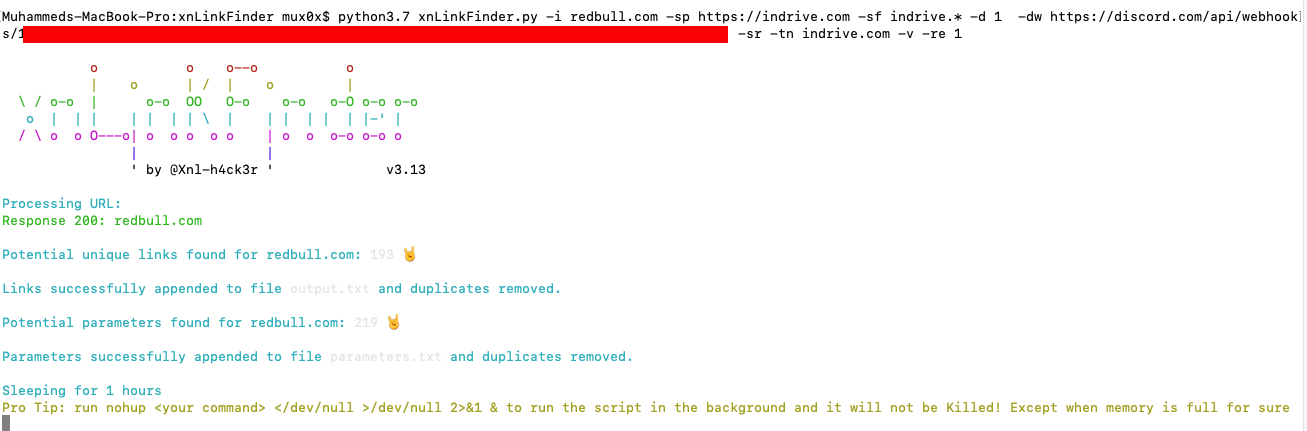 Muhammeds-MacBook-Pro:xnLinkFinder mux0x$ python3.7 xnLinkFinder.py -i redbull.com -sp https://indrive.com -sf indrive.* -d 1  -dw https://discord.com/api/webhook
s/1 -sr -tn indrive.com -v -re 1
' by @Xnl-h4ck3r ' v3.13
Processing URL:
Response 200: redbull.com
Potential unique links found for redbull.com: 193 🤘
Links successfully appended to file output.txt and duplicates removed.
Potential parameters found for redbull.com: 219 🤘
Parameters successfully appended to file parameters.txt and duplicates removed.
Sleeping for 1 hours
Pro Tip: run nohup <your command> </dev/null >/dev/null 2>&1 & to run the script in the background and it will not be Killed! Except when memory is full for sure